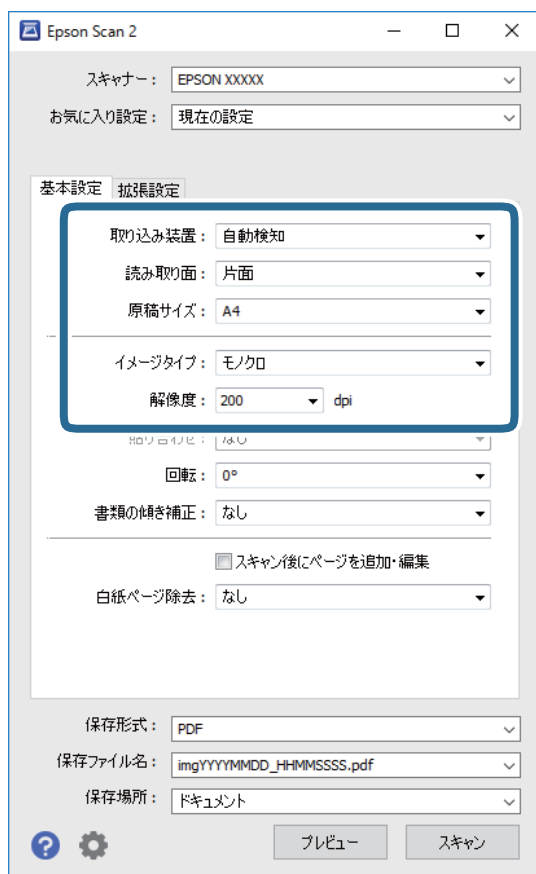 Epson Scan 2
スキャナー： EPSON XXXXX
お気に入り設定： 現在の設定
基本設定 拡張設定
取り込み装置： 自動検知
読み取り面： 片面
原稿サイズ： A4
イメージタイプ： モノクロ
解像度： 200 dpi
貼り合わせ： なし
回転： 0°
書類の傾き補正： なし
スキャン後にページを追加・編集
白紙ページ除去： なし
保存形式： PDF
保存ファイル名： imgYYYYMMDD_HHMMSSSS.pdf
保存場所： ドキュメント
プレビュー スキャン